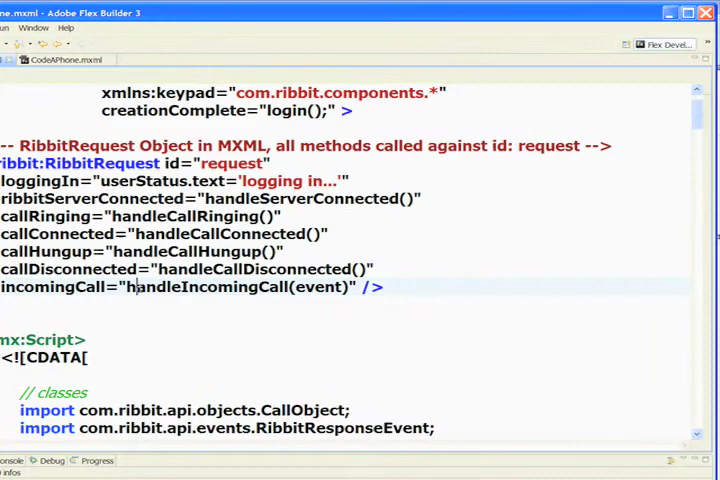 ne.mxml - Adobe Flex Builder 3
un Window Help
Flex Devel...
CodeAPhone.mxml
xmlns:keypad="com.ribbit.components.*"
creationComplete="login();" >
-- RibbitRequest Object in MXML, all methods called against id: request -->
ribbit:RibbitRequest id="request"
loggingIn="userStatus.text='logging in...'"
ribbitServerConnected="handleServerConnected()"
callRinging="handleCallRinging()"
callConnected="handleCallConnected()"
callHungup="handleCallHungup()"
callDisconnected="handleCallDisconnected()"
incomingCall="handleIncomingCall(event)" />
mx:Script>
<![CDATA[
// classes
import com.ribbit.api.objects.CallObject;
import com.ribbit.api.events.RibbitResponseEvent;
onsole Debug Progress
0 infos